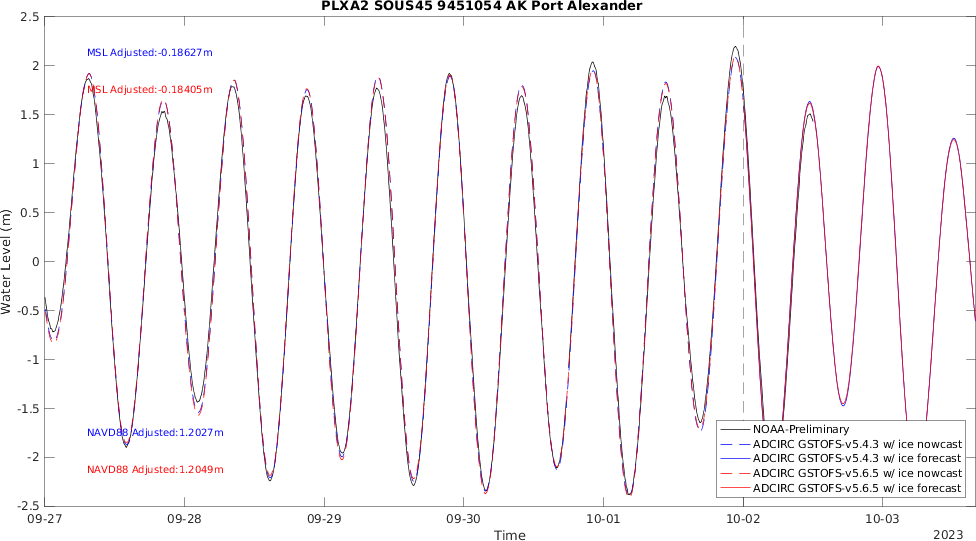 PLXA2 SOUS45 9451054 AK Port Alexander
2.5
2
1.5
1
0.5
0
-0.5
-1
-1.5
-2
-2.5
Water Level (m)
MSL Adjusted:-0.18627m
MSL Adjusted:-0.18405m
NAVD88 Adjusted:1.2027m
NAVD88 Adjusted:1.2049m
NOAA-Preliminary
ADCIRC GSTOFS-v5.4.3 w/ ice nowcast
ADCIRC GSTOFS-v5.4.3 w/ ice forecast
ADCIRC GSTOFS-v5.6.5 w/ ice nowcast
ADCIRC GSTOFS-v5.6.5 w/ ice forecast
09-27 09-28 09-29 09-30 10-01 10-02 10-03
Time
2023